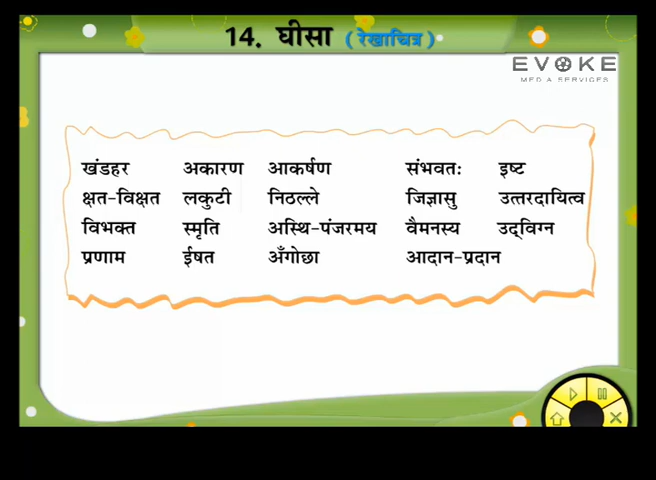 14. घीसा (रेखाचित्र)
EVOKE
MEDIA SERVICES
खंडहर अकारण आकर्षण संभवतः इष्ट
क्षत-विक्षत लकुटी निठल्ले जिज्ञासु उत्तरदायित्व
विभक्त स्मृति अस्थि-पंजरमय वैमनस्य उद्‌विग्न
प्रणाम ईषत अँगोछा आदान-प्रदान